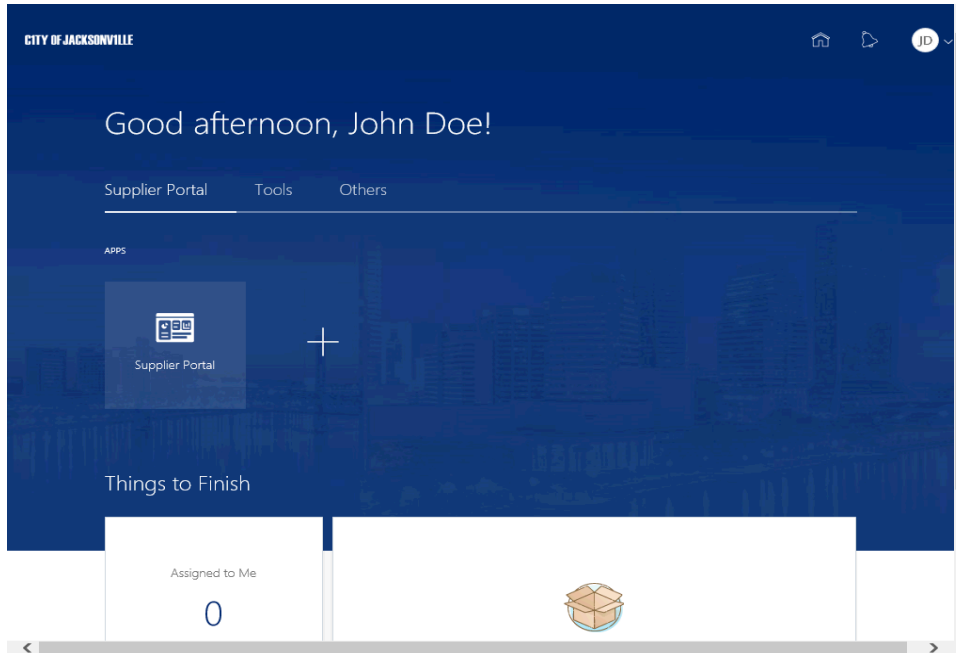 CITY OF JACKSONVILLE
JD
Good afternoon, John Doe!
Supplier Portal Tools Others
APPS
Supplier Portal
Things to Finish
Assigned to Me
0